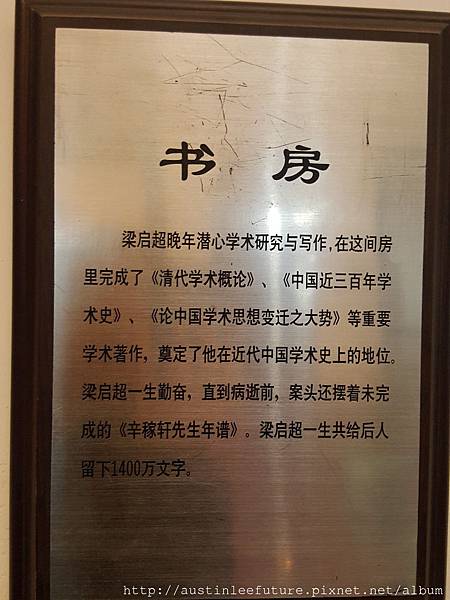 书 房
梁启超晚年潜心学术研究与写作,在这间房
里完成了《清代学术概论》、《中国近三百年学
术史》、《论中国学术思想变迁之大势》等重要
学术著作，奠定了他在近代中国学术史上的地位。
梁启超一生勤奋，直到病逝前，案头还摆着未完
成的《辛稼轩先生年谱》。梁启超一生共给后人
留下1400万文字。
http://austinleefuture.pixnet.net/album